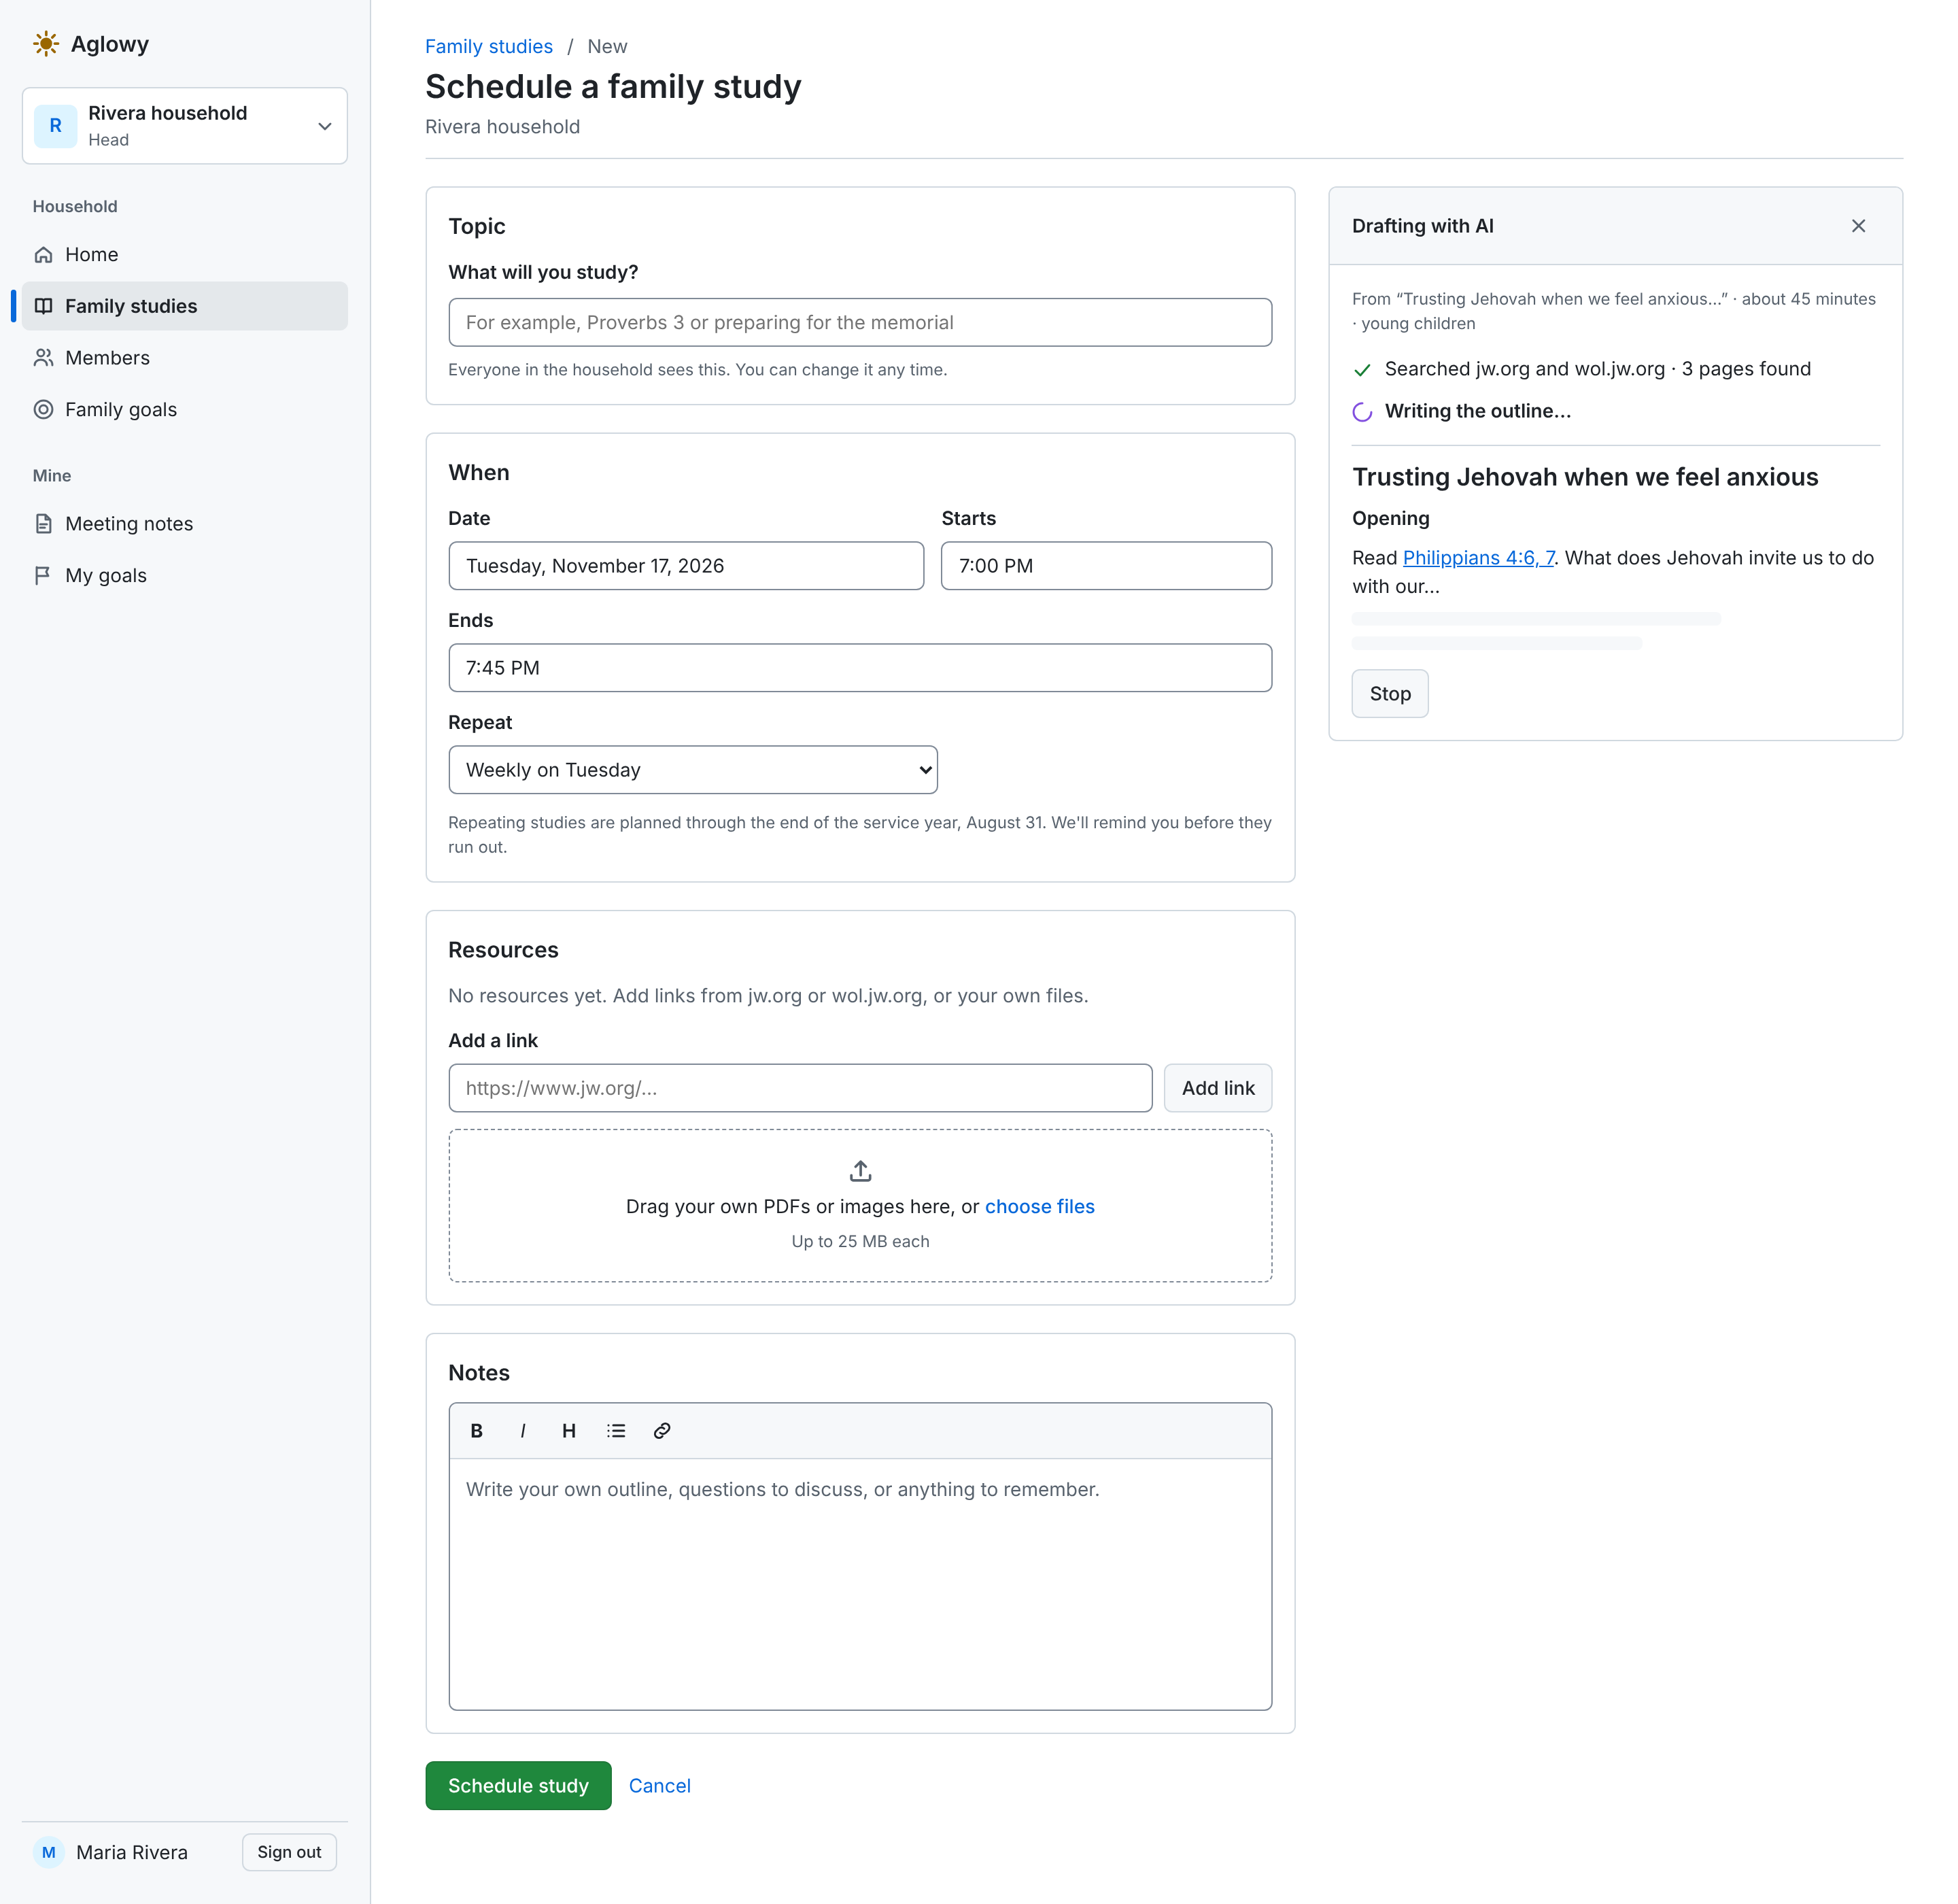 Aglowy
R
Rivera household
Head
Household
Home
Family studies
Members
Family goals
Mine
Meeting notes
My goals
M
Maria Rivera
Sign out
Family studies / New
Schedule a family study
Rivera household
Topic
What will you study?
For example, Proverbs 3 or preparing for the memorial
Everyone in the household sees this. You can change it any time.
When
Date
Tuesday, November 17, 2026
Starts
7:00 PM
Ends
7:45 PM
Repeat
Weekly on Tuesday
Repeating studies are planned through the end of the service year, August 31. We'll remind you before they
run out.
Resources
No resources yet. Add links from jw.org or wol.jw.org, or your own files.
Add a link
https://www.jw.org/...
Add link
Drag your own PDFs or images here, or choose files
Up to 25 MB each
Notes
B I H
Write your own outline, questions to discuss, or anything to remember.
Schedule study
Cancel
Drafting with AI
From “Trusting Jehovah when we feel anxious…” · about 45 minutes
· young children
Searched jw.org and wol.jw.org · 3 pages found
Writing the outline…
Trusting Jehovah when we feel anxious
Opening
Read Philippians 4:6, 7. What does Jehovah invite us to do
with our…
Stop